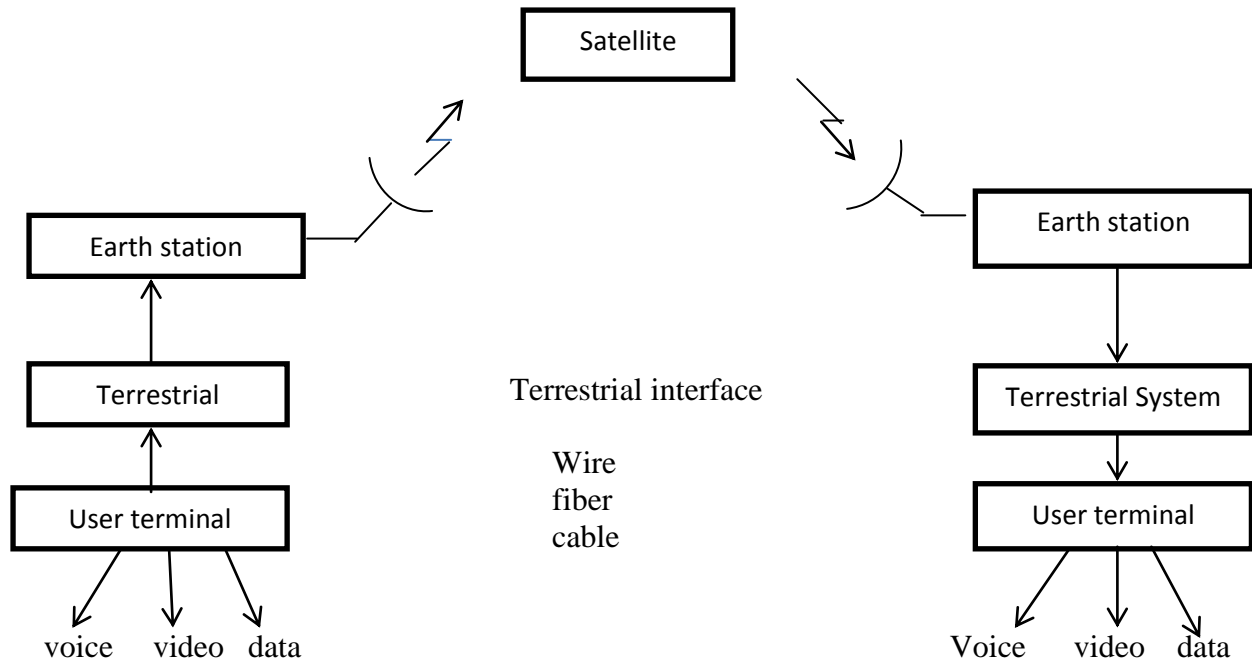 Satellite
Earth station
Earth station
Terrestrial
Terrestrial interface
Terrestrial System
Wire
fiber
cable
User terminal
User terminal
voice video data
Voice video data